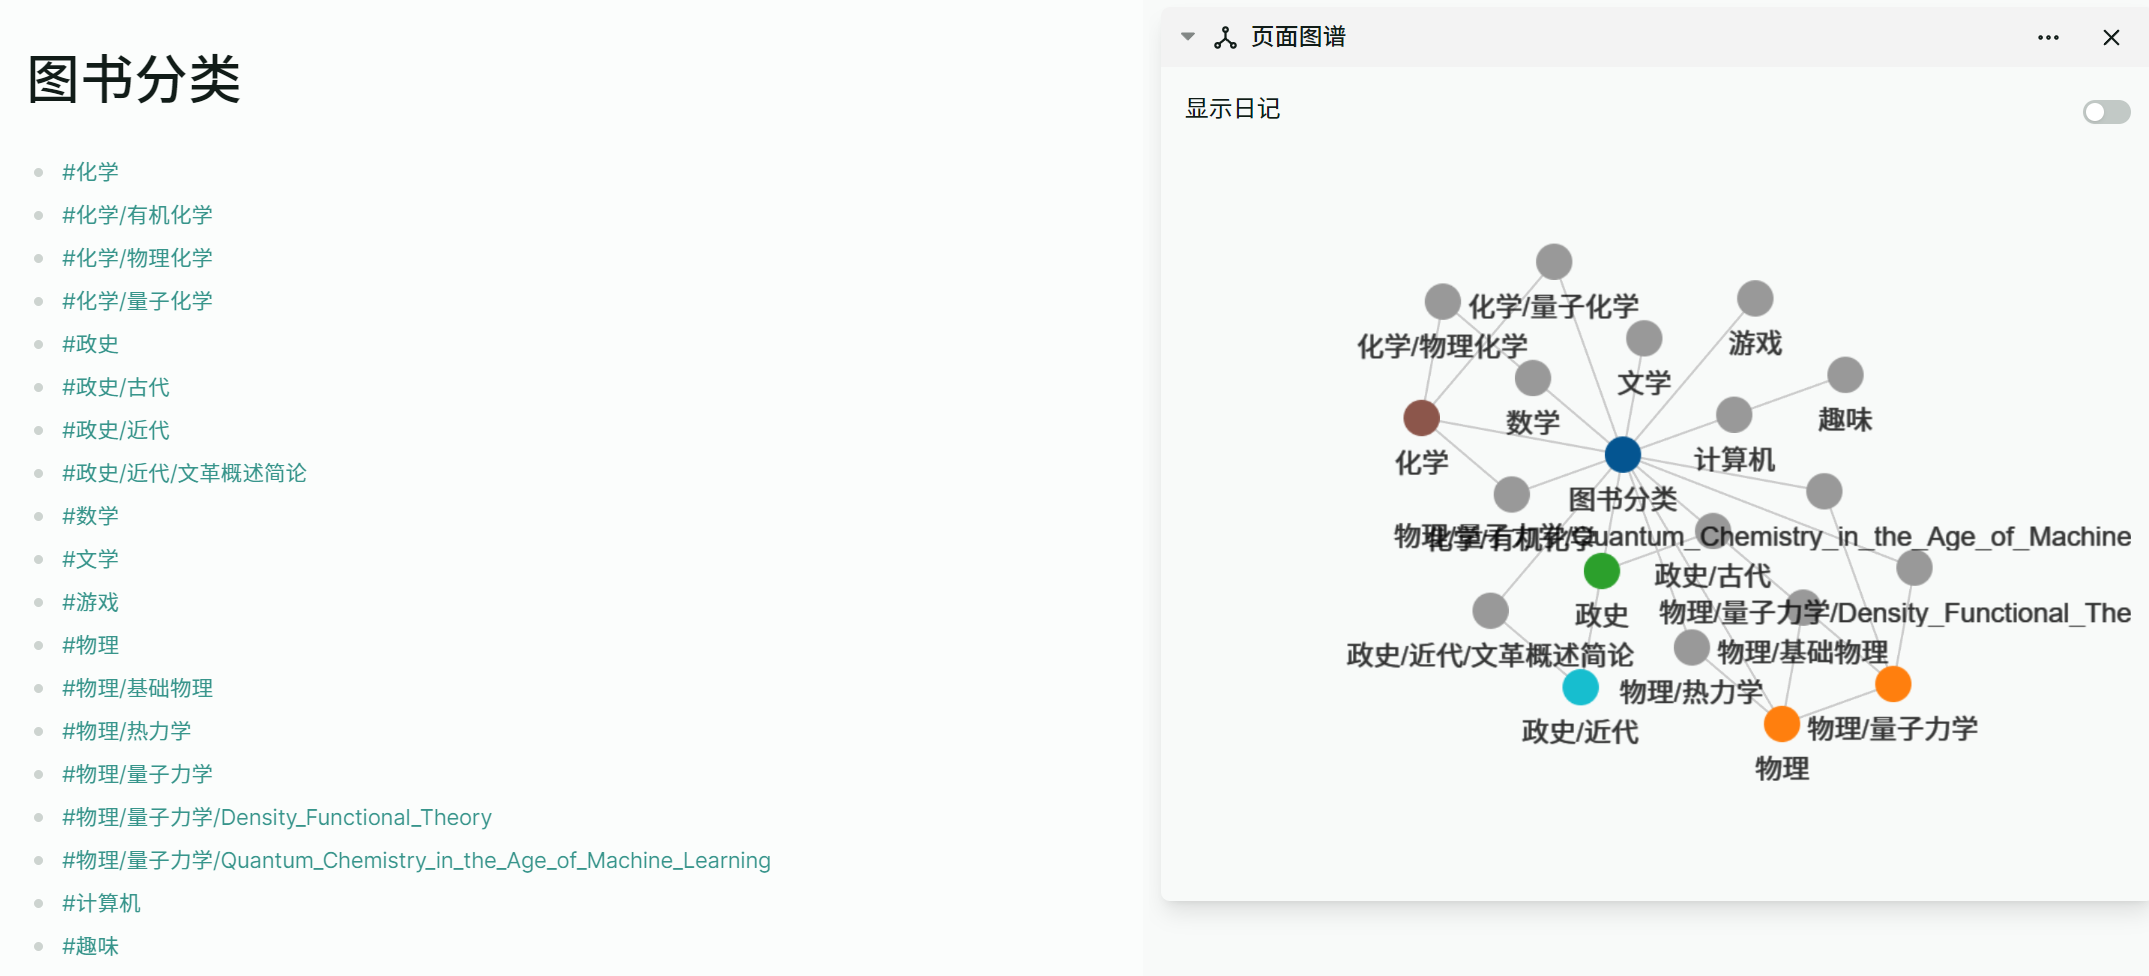 图书分类
#化学
#化学/有机化学
#化学/物理化学
#化学/量子化学
#政史
#政史/古代
#政史/近代
#政史/近代/文革概述简论
#数学
#文学
#游戏
#物理
#物理/基础物理
#物理/热力学
#物理/量子力学
#物理/量子力学/Density_Functional_Theory
#物理/量子力学/Quantum_Chemistry_in_the_Age_of_Machine_Learning
#计算机
#趣味
页面图谱
显示日记
化学/量子化学
游戏
化学/物理化学
文学
趣味
数学
计算机
化学
图书分类
物理/量子力学/Quantum_Chemistry_in_the_Age_of_Machine
化学/有机化学
政史/古代
政史
物理/量子力学/Density_Functional_The
政史/近代/文革概述简论
物理/基础物理
物理/热力学
政史/近代
物理/量子力学
物理